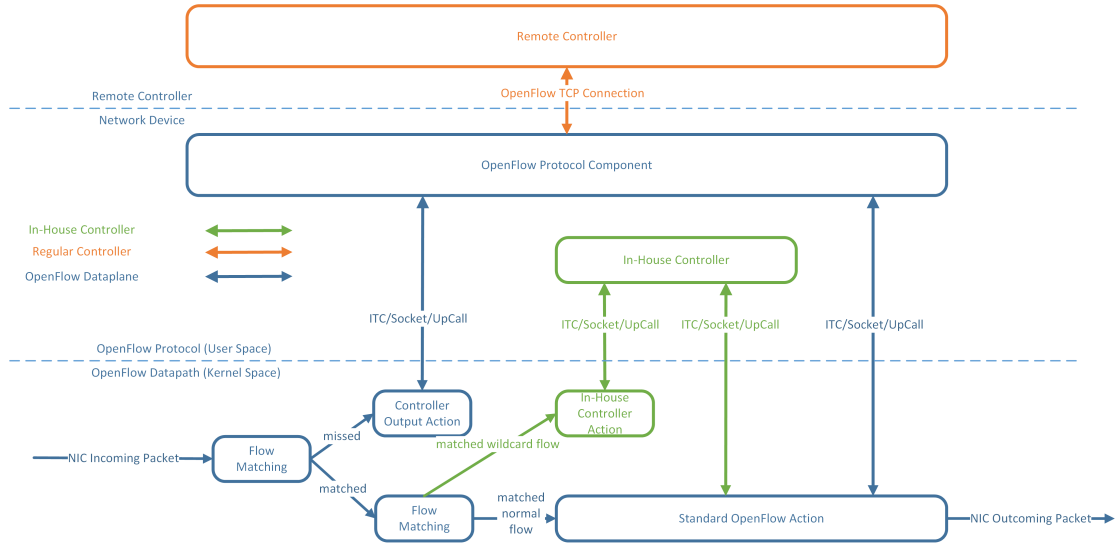 Remote Controller
OpenFlow TCP Connection
Remote Controller
Network Device
OpenFlow Protocol Component
In-House Controller
Regular Controller
OpenFlow Dataplane
In-House Controller
ITC/Socket/UpCall
ITC/Socket/UpCall
ITC/Socket/UpCall
ITC/Socket/UpCall
OpenFlow Protocol (User Space)
OpenFlow Datapath (Kernel Space)
Controller
Output Action
In-House
Controller
Action
missed
matched wildcard flow
NIC Incoming Packet
Flow
Matching
matched
Flow
Matching
matched
normal
flow
Standard OpenFlow Action
NIC Outcoming Packet